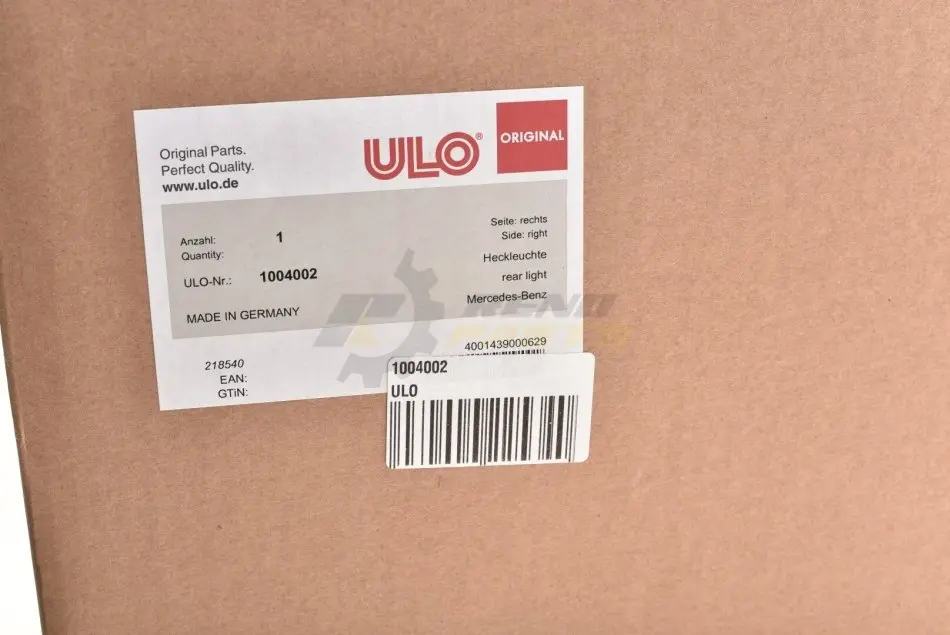 Original Parts.
Perfect Quality.
www.ulo.de
ULO®
ORIGINAL
Anzahl:
Quantity:
1
Seite: rechts
Side: right
ULO-Nr.:
1004002
Heckleuchte
rear light
Mercedes-Benz
MADE IN GERMANY
218540
EAN:
GTiN:
4001439000629
1004002
ULO